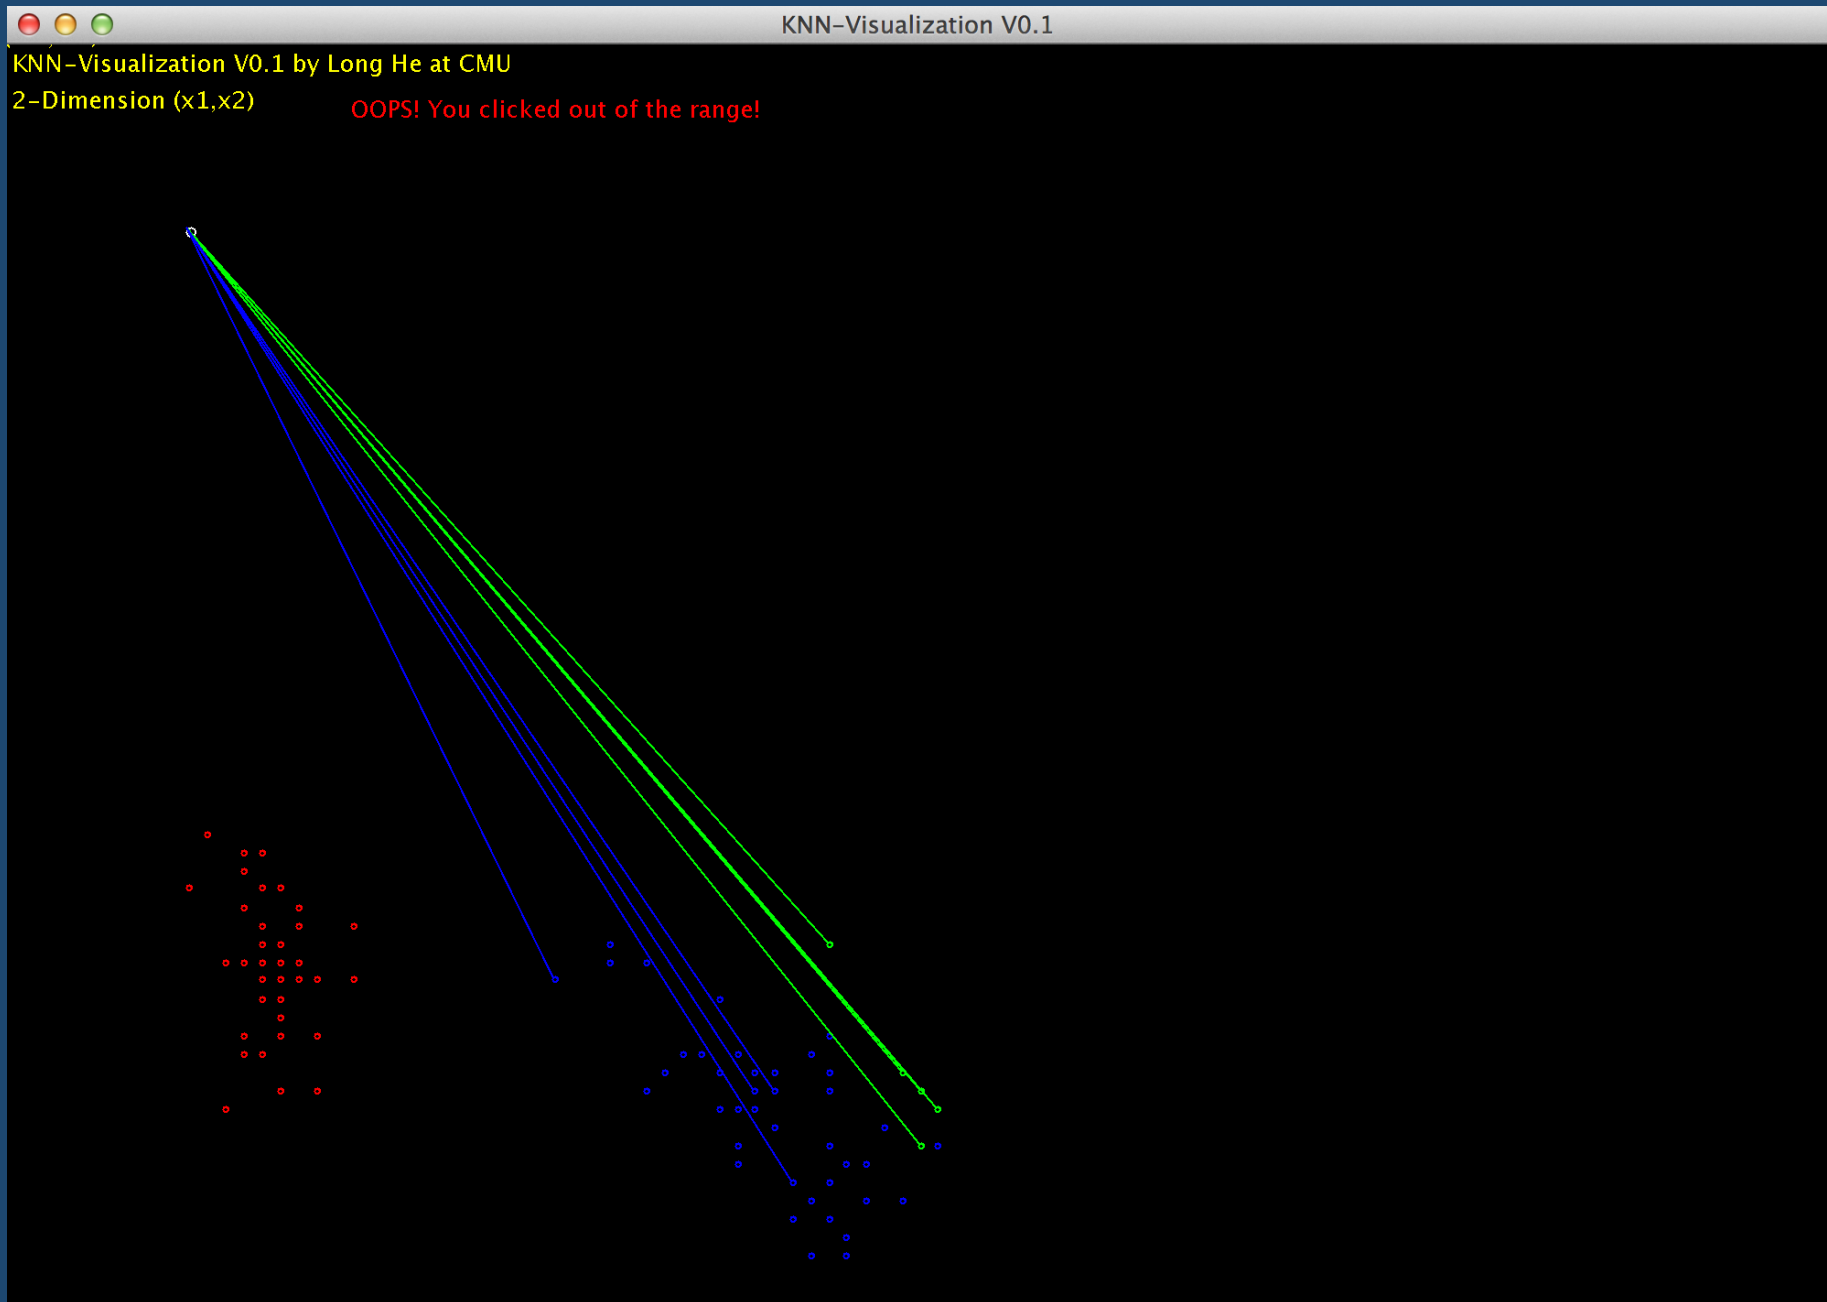 KNN-Visualization V0.1
KNN-Visualization V0.1 by Long He at CMU
2-Dimension (x1,x2)
OOPS! You clicked out of the range!